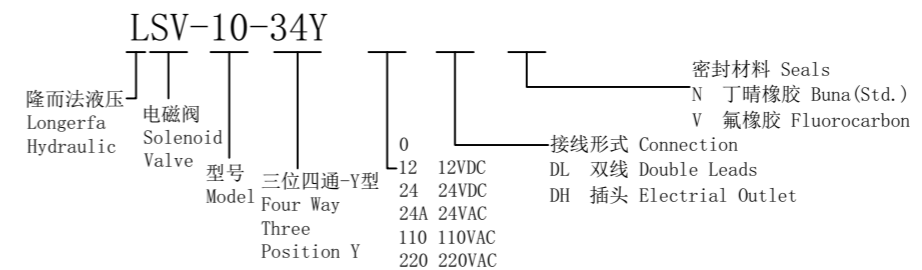 LSV-10-34Y
隆而法液压
Longerfa
Hydraulic
电磁阀
Solenoid
Valve
型号
Model
三位四通-Y型
Four Way
Three
Position Y
0
12 12VDC
24 24VDC
24A 24VAC
110 110VAC
220 220VAC
接线形式 Connection
DL 双线 Double Leads
DH 插头 Electrial Outlet
密封材料 Seals
N 丁晴橡胶 Buna(Std.)
V 氟橡胶 Fluorocarbon